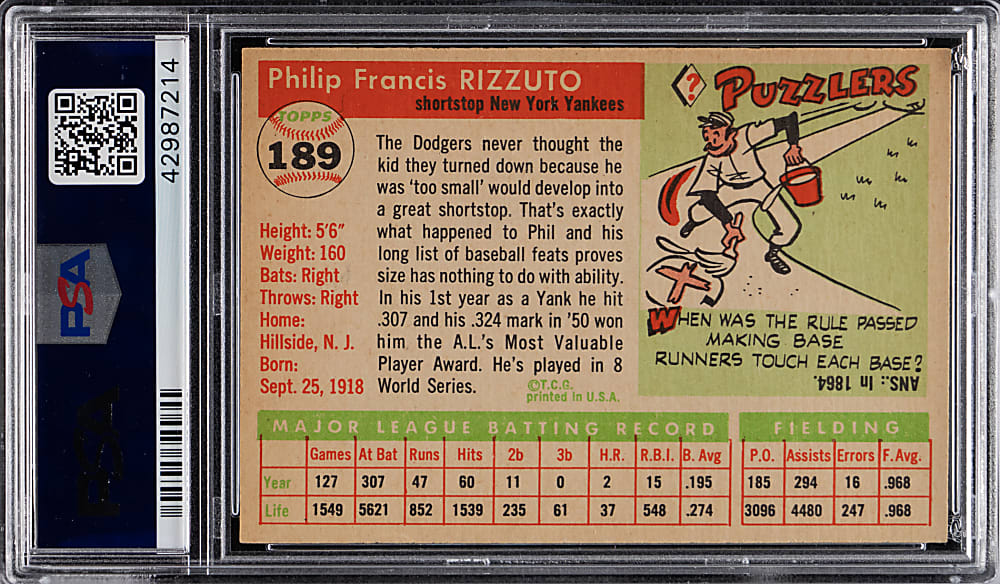 42987214
PSA
PSA
Philip Francis RIZZUTO
shortstop New York Yankees
TOPPS
189
Height: 5'6"
Weight: 160
Bats: Right
Throws: Right
Home:
Hillside, N. J.
Born:
Sept. 25, 1918
The Dodgers never thought the
kid they turned down because he
was 'too small' would develop into
a great shortstop. That's exactly
what happened to Phil and his
long list of baseball feats proves
size has nothing to do with ability.
In his 1st year as a Yank he hit
.307 and his .324 mark in '50 won
him the A.L.'s Most Valuable
Player Award. He's played in 8
World Series.
©T.C.G.
printed in U.S.A.
? PUZZLERS
WHEN WAS THE RULE PASSED
MAKING BASE
RUNNERS TOUCH EACH BASE?
ANS.: In 1864.
MAJOR LEAGUE BATTING RECORD FIELDING
Games At Bat Runs Hits 2b 3b H.R. R.B.I. B. Avg P.O. Assists Errors F. Avg.
Year 127 307 47 60 11 0 2 15 .195 185 294 16 .968
Life 1549 5621 852 1539 235 61 37 548 .274 3096 4480 247 .968